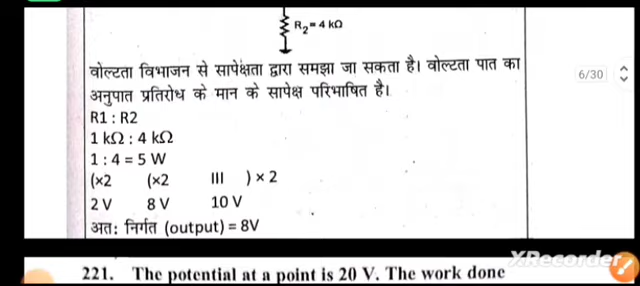 R2= 4 kΩ
वोल्टता विभाजन से सापेक्षता द्वारा समझा जा सकता है। वोल्टता पात का
अनुपात प्रतिरोध के मान के सापेक्ष परिभाषित है।
6/30
R1 : R2
1 kΩ : 4 kΩ
1 : 4 = 5 W
(×2 (×2 III ) × 2
2 V 8 V 10 V
अतः निर्गत (output) = 8V
XRecorder
221. The potential at a point is 20 V. The work done